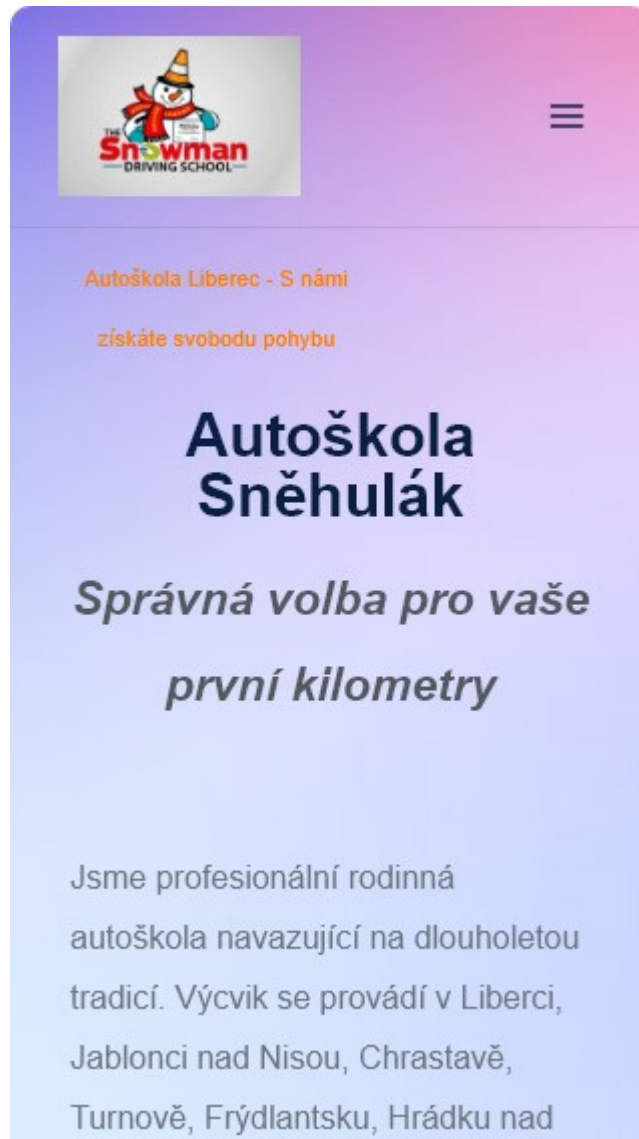 THE
Snowman
DRIVING SCHOOL
Autoškola Liberec - S námi
získáte svobodu pohybu
Autoškola
Sněhulák
Správná volba pro vaše
první kilometry
Jsme profesionální rodinná
autoškola navazující na dlouholetou
tradicí. Výcvik se provádí v Liberci,
Jablonci nad Nisou, Chrastavě,
Turnově, Frýdlantsku, Hrádku nad